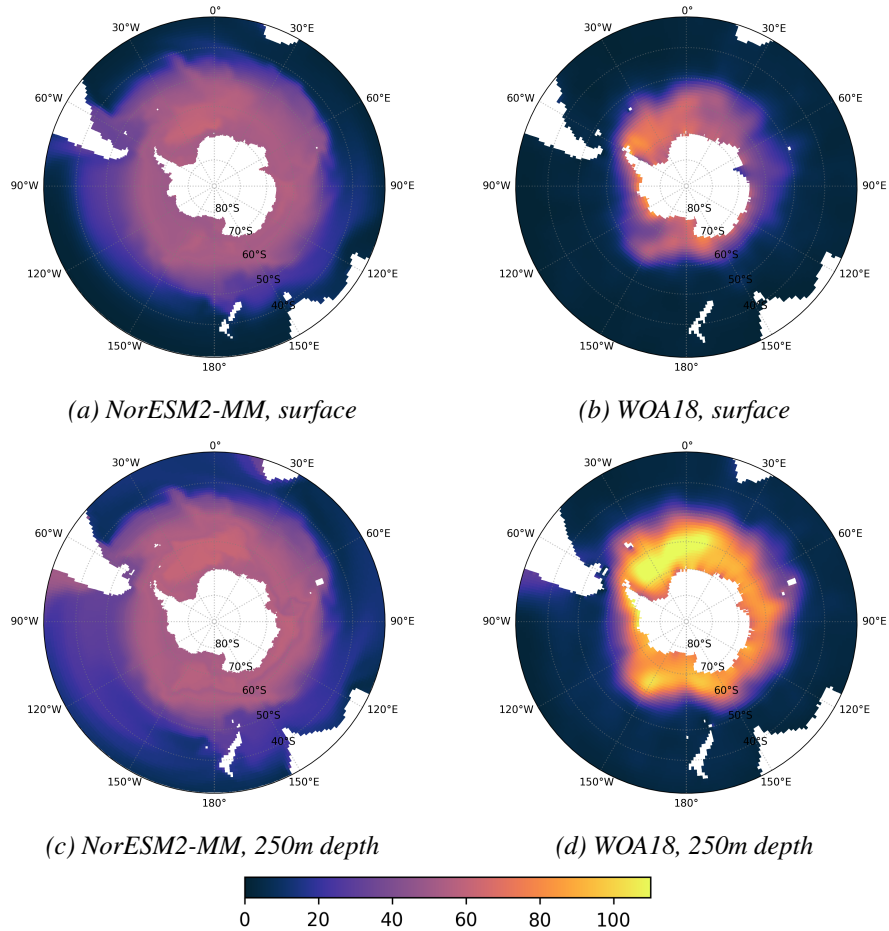 0°
30°W 30°E
60°W 60°E
90°W 90°E
80°S
70°S
60°S
50°S
40°S
120°W 120°E
150°W 150°E
180°
(a) NorESM2-MM, surface
0°
30°W 30°E
60°W 60°E
90°W 90°E
80°S
70°S
60°S
50°S
40°S
120°W 120°E
150°W 150°E
180°
(b) WOA18, surface
0°
30°W 30°E
60°W 60°E
90°W 90°E
80°S
70°S
60°S
50°S
40°S
120°W 120°E
150°W 150°E
180°
(c) NorESM2-MM, 250m depth
0°
30°W 30°E
60°W 60°E
90°W 90°E
80°S
70°S
60°S
50°S
40°S
120°W 120°E
150°W 150°E
180°
(d) WOA18, 250m depth
0 20 40 60 80 100